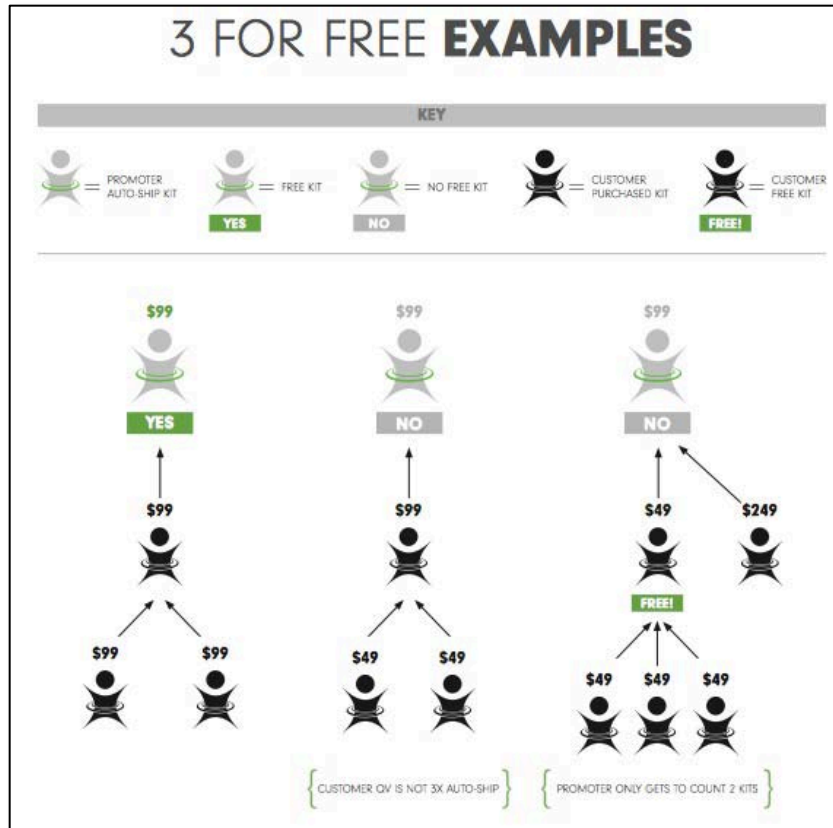 3 FOR FREE EXAMPLES
KEY
= PROMOTER
AUTO-SHIP KIT
= FREE KIT
YES
= NO FREE KIT
NO
= CUSTOMER
PURCHASED KIT
= CUSTOMER
FREE KIT
FREE!
$99
YES
$99
$99 $99
$99
NO
$99
$49 $49
{CUSTOMER QV IS NOT 3X AUTO-SHIP}
$99
NO
$49 $249
FREE!
$49 $49 $49
{PROMOTER ONLY GETS TO COUNT 2 KITS}